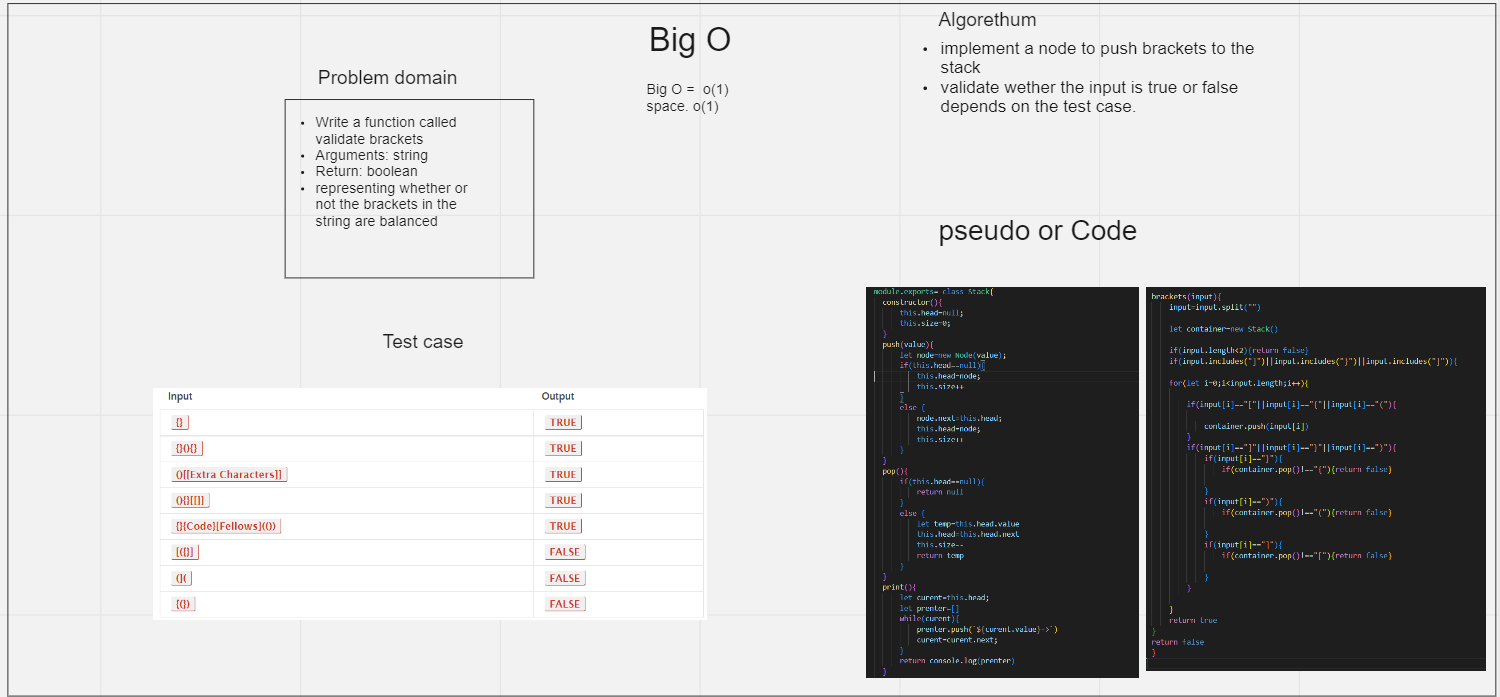 Big O
Big O =  o(1)
space. o(1)
Algorethum
• implement a node to push brackets to the
stack
• validate wether the input is true or false
depends on the test case.
Problem domain
• Write a function called
validate brackets
• Arguments: string
• Return: boolean
• representing whether or
not the brackets in the
string are balanced
Test case
Input Output
{} TRUE
{}(){} TRUE
()[[Extra Characters]] TRUE
(){}[[]] TRUE
{}{Code}[Fellows](()) TRUE
[({}] FALSE
(]( FALSE
{(}) FALSE
pseudo or Code
module.exports= class Stack{
constructor(){
this.head=null;
this.size=0;
}
push(value){
let node=new Node(value);
if(this.head==null){
this.head=node;
this.size++
}
else {
node.next=this.head;
this.head=node;
this.size++
}
}
pop(){
if(this.head==null){
return null
}
else {
let temp=this.head.value
this.head=this.head.next
this.size--
return temp
}
}
print(){
let curent=this.head;
let prenter=[]
while(curent){
prenter.push(`${curent.value}->`)
curent=curent.next;
}
return console.log(prenter)
}
brackets(input){
input=input.split("")
let container=new Stack()
if(input.length<2){return false}
if(input.includes("]")||input.includes("}")||input.includes("]")){
for(let i=0;i<input.length;i++){
if(input[i]=="["||input[i]=="{"||input[i]=="("){
container.push(input[i])
}
if(input[i]=="]"||input[i]=="}"||input[i]==")"){
if(input[i]=="}"){
if(container.pop()!=="{"){return false}
}
if(input[i]==")"){
if(container.pop()!=="("){return false}
}
if(input[i]=="]"){
if(container.pop()!=="["){return false}
}
}
}
return true
}
return false
}